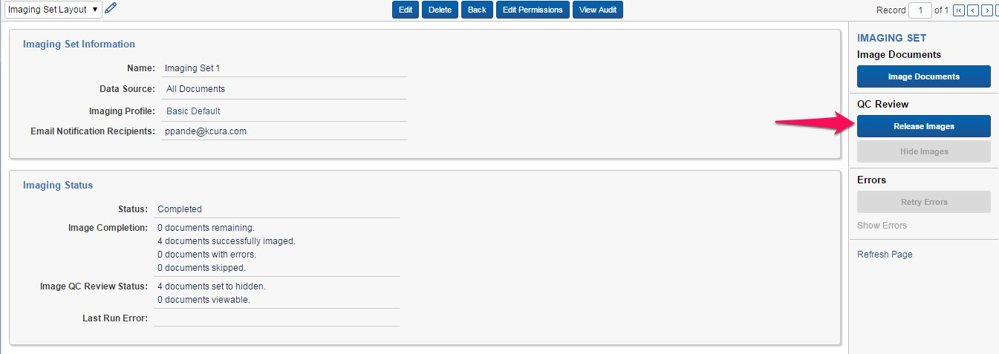 Imaging Set Layout
Edit Delete Back Edit Permissions View Audit
Record 1 of 1
Imaging Set Information
Name: Imaging Set 1
Data Source: All Documents
Imaging Profile: Basic Default
Email Notification Recipients: ppande@kcura.com
Imaging Status
Status: Completed
Image Completion: 0 documents remaining.
4 documents successfully imaged.
0 documents with errors.
0 documents skipped.
Image QC Review Status: 4 documents set to hidden.
0 documents viewable.
Last Run Error:
IMAGING SET
Image Documents
Image Documents
QC Review
Release Images
Hide Images
Errors
Retry Errors
Show Errors
Refresh Page